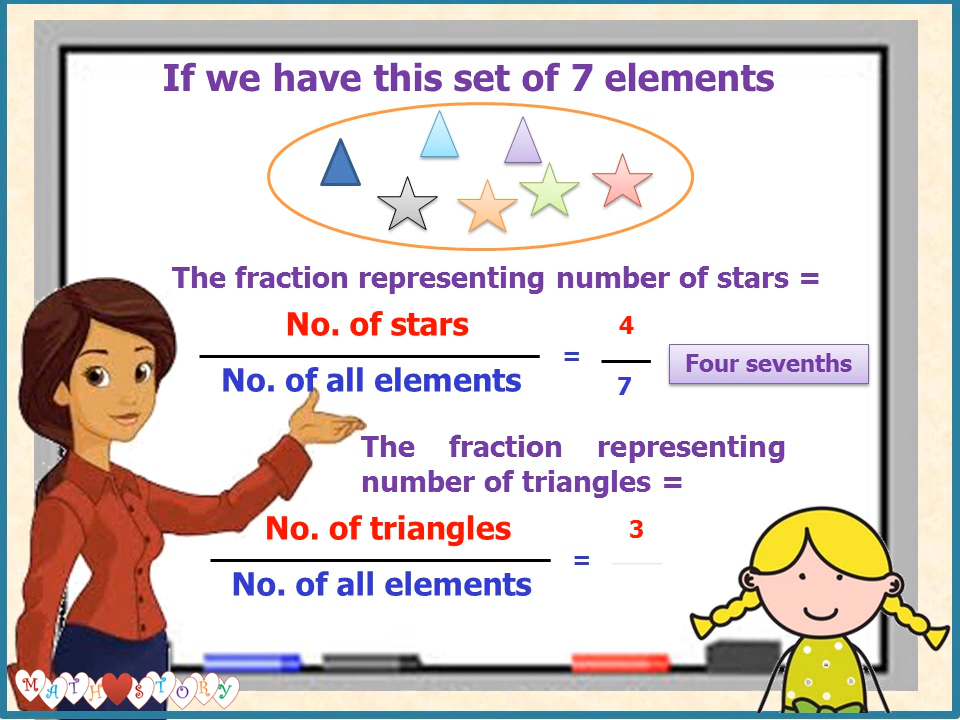 If we have this set of 7 elements
The fraction representing number of stars =
No. of stars
No. of all elements
=
4
7
Four sevenths
The fraction representing
number of triangles =
No. of triangles
No. of all elements
=
3
MATH STORY